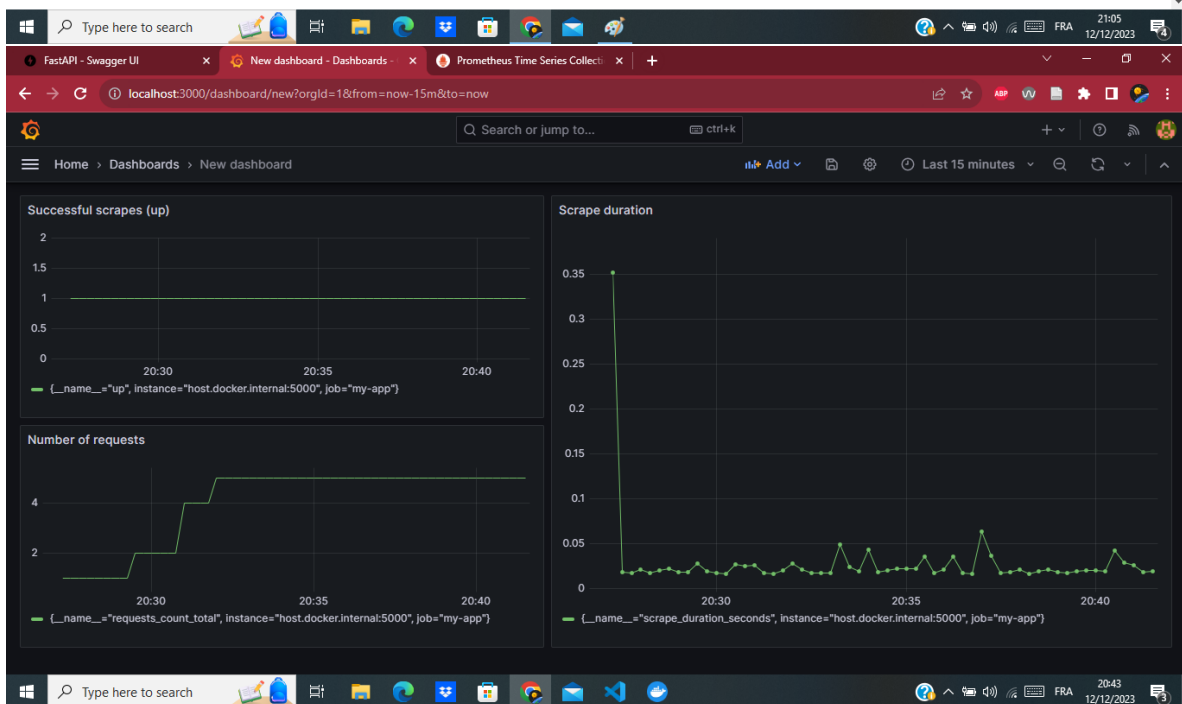 Type here to search
FRA
21:05
12/12/2023
4
FastAPI - Swagger UI
New dashboard - Dashboards -
Prometheus Time Series Collecti
localhost:3000/dashboard/new?orgId=1&from=now-15m&to=now
ABP
Search or jump to...
ctrl+k
Home › Dashboards › New dashboard
Add
Last 15 minutes
Successful scrapes (up)
2
1.5
1
0.5
0
20:30 20:35 20:40
{__name__="up", instance="host.docker.internal:5000", job="my-app"}
Number of requests
4
2
20:30 20:35 20:40
{__name__="requests_count_total", instance="host.docker.internal:5000", job="my-app"}
Scrape duration
0.35
0.3
0.25
0.2
0.15
0.1
0.05
0
20:30 20:35 20:40
{__name__="scrape_duration_seconds", instance="host.docker.internal:5000", job="my-app"}
Type here to search
FRA
20:43
12/12/2023
3